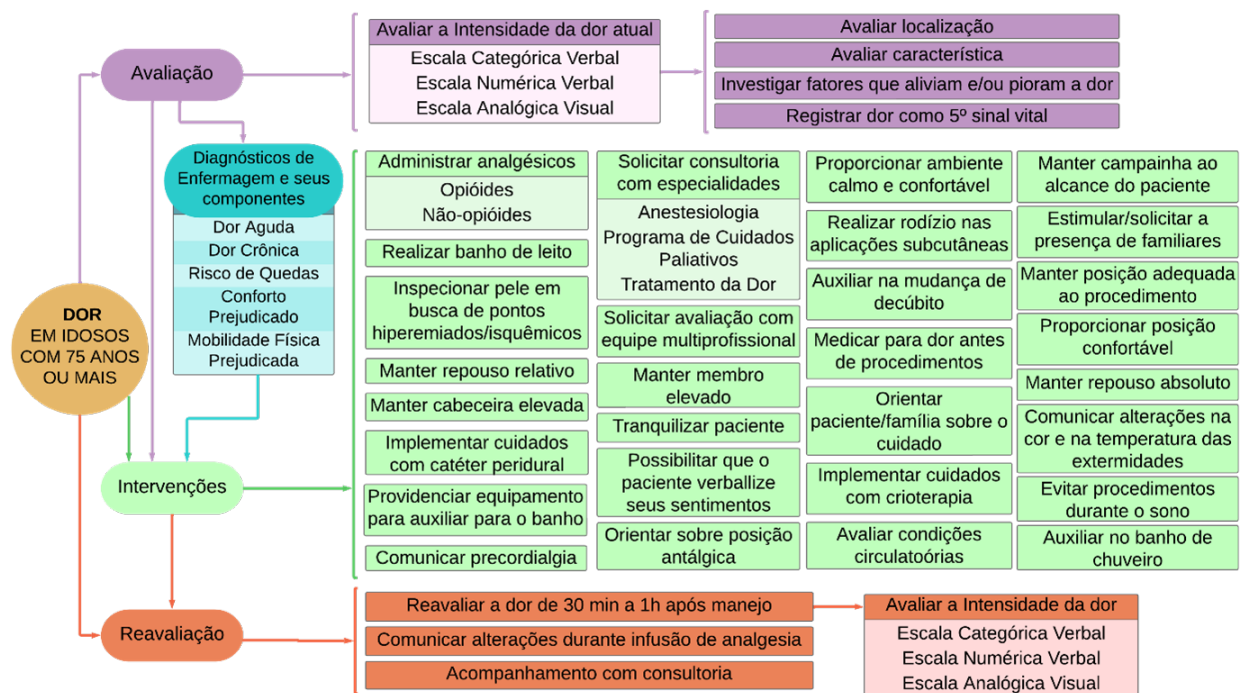 Avaliação
Avaliar a Intensidade da dor atual
Escala Categórica Verbal
Escala Numérica Verbal
Escala Analógica Visual
Avaliar localização
Avaliar característica
Investigar fatores que aliviam e/ou pioram a dor
Registrar dor como 5º sinal vital
Diagnósticos de
Enfermagem e seus
componentes
Dor Aguda
Dor Crônica
Risco de Quedas
Conforto
Prejudicado
Mobilidade Física
Prejudicada
DOR
EM IDOSOS
COM 75 ANOS
OU MAIS
Intervenções
Administrar analgésicos
Opióides
Não-opióides
Realizar banho de leito
Inspecionar pele em
busca de pontos
hiperemiados/isquêmicos
Manter repouso relativo
Manter cabeceira elevada
Implementar cuidados
com catéter peridural
Providenciar equipamento
para auxiliar para o banho
Comunicar precordialgia
Solicitar consultoria
com especialidades
Anestesiologia
Programa de Cuidados
Paliativos
Tratamento da Dor
Solicitar avaliação com
equipe multiprofissional
Manter membro
elevado
Tranquilizar paciente
Possibilitar que o
paciente verballize
seus sentimentos
Orientar sobre posição
antálgica
Proporcionar ambiente
calmo e confortável
Realizar rodízio nas
aplicações subcutâneas
Auxiliar na mudança de
decúbito
Medicar para dor antes
de procedimentos
Orientar
paciente/família sobre o
cuidado
Implementar cuidados
com crioterapia
Avaliar condições
circulatoórias
Manter campainha ao
alcance do paciente
Estimular/solicitar a
presença de familiares
Manter posição adequada
ao procedimento
Proporcionar posição
confortável
Manter repouso absoluto
Comunicar alterações na
cor e na temperatura das
extermidades
Evitar procedimentos
durante o sono
Auxiliar no banho de
chuveiro
Reavaliação
Reavaliar a dor de 30 min a 1h após manejo
Comunicar alterações durante infusão de analgesia
Acompanhamento com consultoria
Avaliar a Intensidade da dor
Escala Categórica Verbal
Escala Numérica Verbal
Escala Analógica Visual